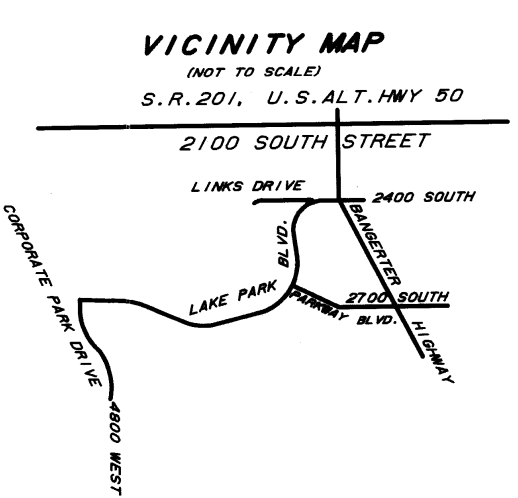 VICINITY MAP
(NOT TO SCALE)
S.R.201, U.S.ALT.HWY 50
2100 SOUTH STREET
LINKS DRIVE
2400 SOUTH
BANGERTER HIGHWAY
CORPORATE PARK DRIVE
LAKE PARK BLVD.
2700 SOUTH
PARKWAY BLVD.
4800 WEST